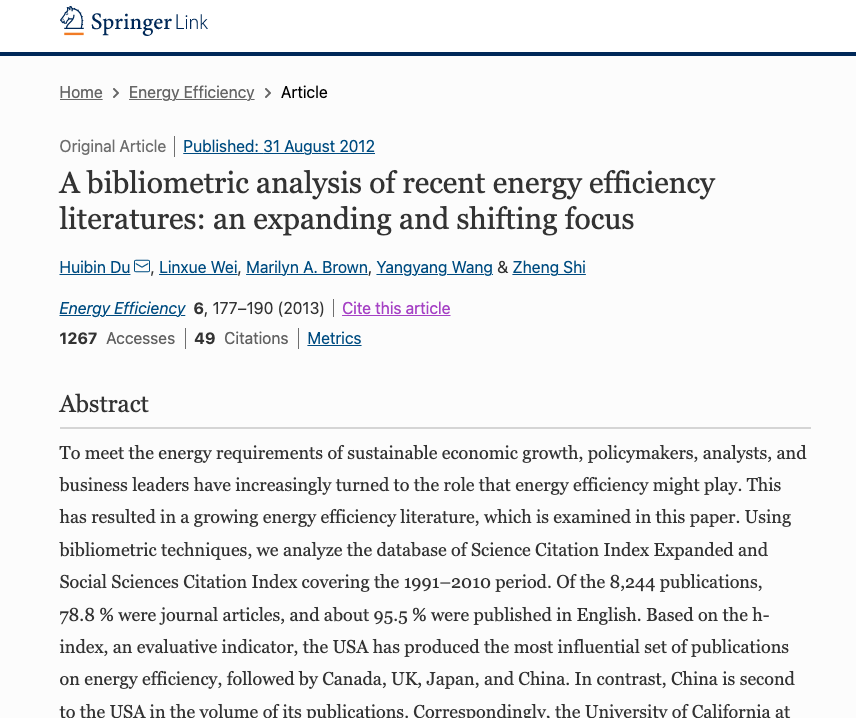 Springer Link
Home > Energy Efficiency > Article
Original Article | Published: 31 August 2012
A bibliometric analysis of recent energy efficiency
literatures: an expanding and shifting focus
Huibin Du, Linxue Wei, Marilyn A. Brown, Yangyang Wang & Zheng Shi
Energy Efficiency 6, 177–190 (2013) | Cite this article
1267 Accesses | 49 Citations | Metrics
Abstract
To meet the energy requirements of sustainable economic growth, policymakers, analysts, and
business leaders have increasingly turned to the role that energy efficiency might play. This
has resulted in a growing energy efficiency literature, which is examined in this paper. Using
bibliometric techniques, we analyze the database of Science Citation Index Expanded and
Social Sciences Citation Index covering the 1991–2010 period. Of the 8,244 publications,
78.8 % were journal articles, and about 95.5 % were published in English. Based on the h-
index, an evaluative indicator, the USA has produced the most influential set of publications
on energy efficiency, followed by Canada, UK, Japan, and China. In contrast, China is second
to the USA in the volume of its publications. Correspondingly, the University of California at